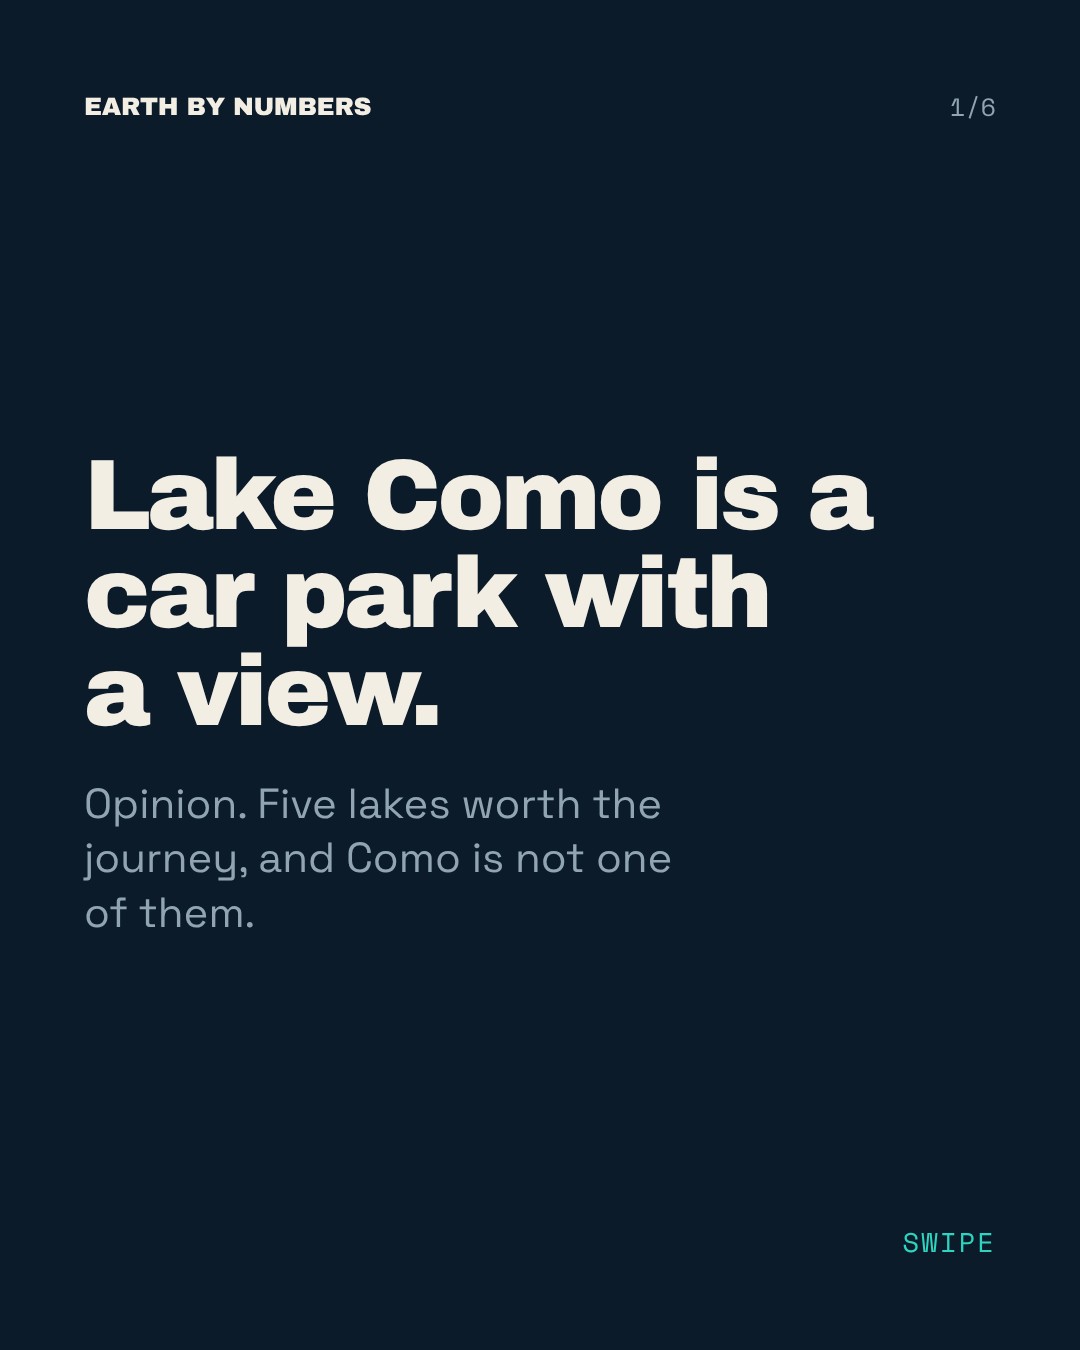 EARTH BY NUMBERS
1/6
Lake Como is a
car park with
a view.
Opinion. Five lakes worth the
journey, and Como is not one
of them.
SWIPE